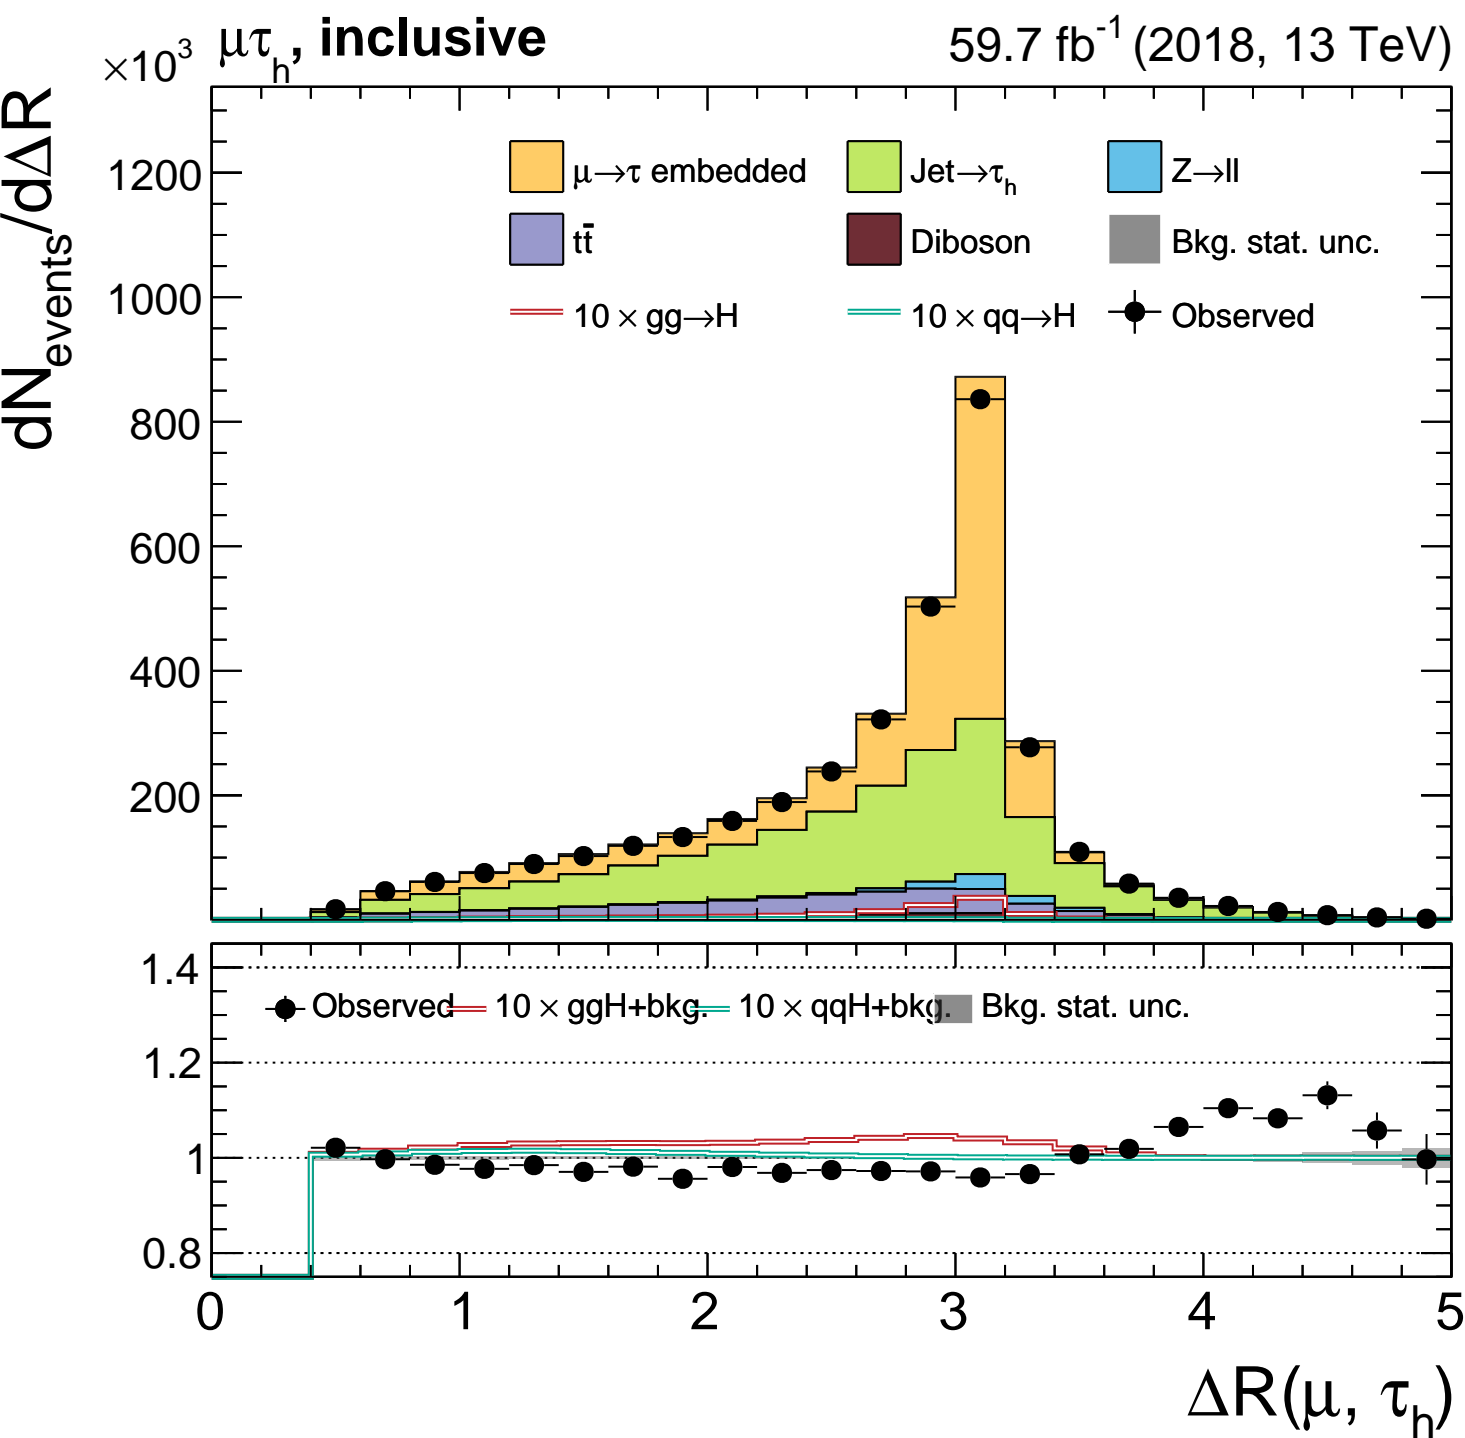 ×10³ μτₕ, inclusive 59.7 fb⁻¹ (2018, 13 TeV)
dN_events/dΔR
1200
1000
800
600
400
200
μ→τ embedded Jet→τₕ Z→ll
tt̄ Diboson Bkg. stat. unc.
10 × gg→H 10 × qq→H Observed
1.4
1.2
1
0.8
Observed 10 × ggH+bkg. 10 × qqH+bkg. Bkg. stat. unc.
0 1 2 3 4 5
ΔR(μ, τₕ)